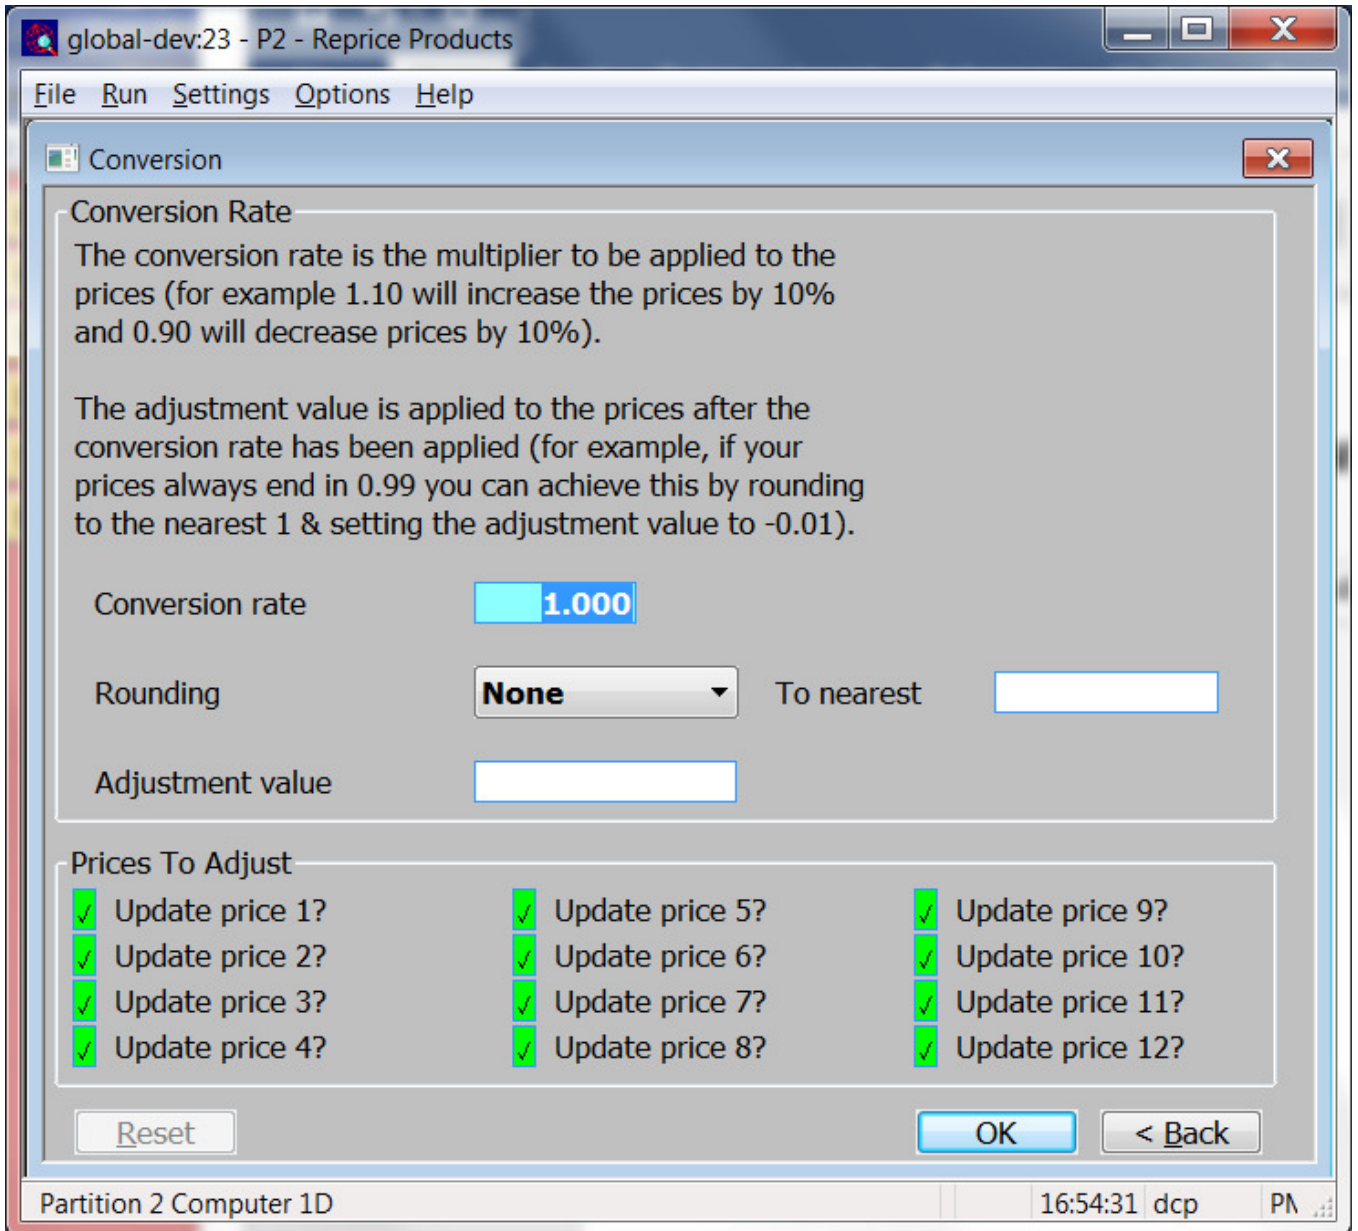 global-dev:23 - P2 - Reprice Products
File Run Settings Options Help
Conversion
Conversion Rate
The conversion rate is the multiplier to be applied to the
prices (for example 1.10 will increase the prices by 10%
and 0.90 will decrease prices by 10%).
The adjustment value is applied to the prices after the
conversion rate has been applied (for example, if your
prices always end in 0.99 you can achieve this by rounding
to the nearest 1 & setting the adjustment value to -0.01).
Conversion rate 1.000
Rounding None To nearest
Adjustment value
Prices To Adjust
Update price 1? Update price 5? Update price 9?
Update price 2? Update price 6? Update price 10?
Update price 3? Update price 7? Update price 11?
Update price 4? Update price 8? Update price 12?
Reset OK < Back
Partition 2 Computer 1D 16:54:31 dcp